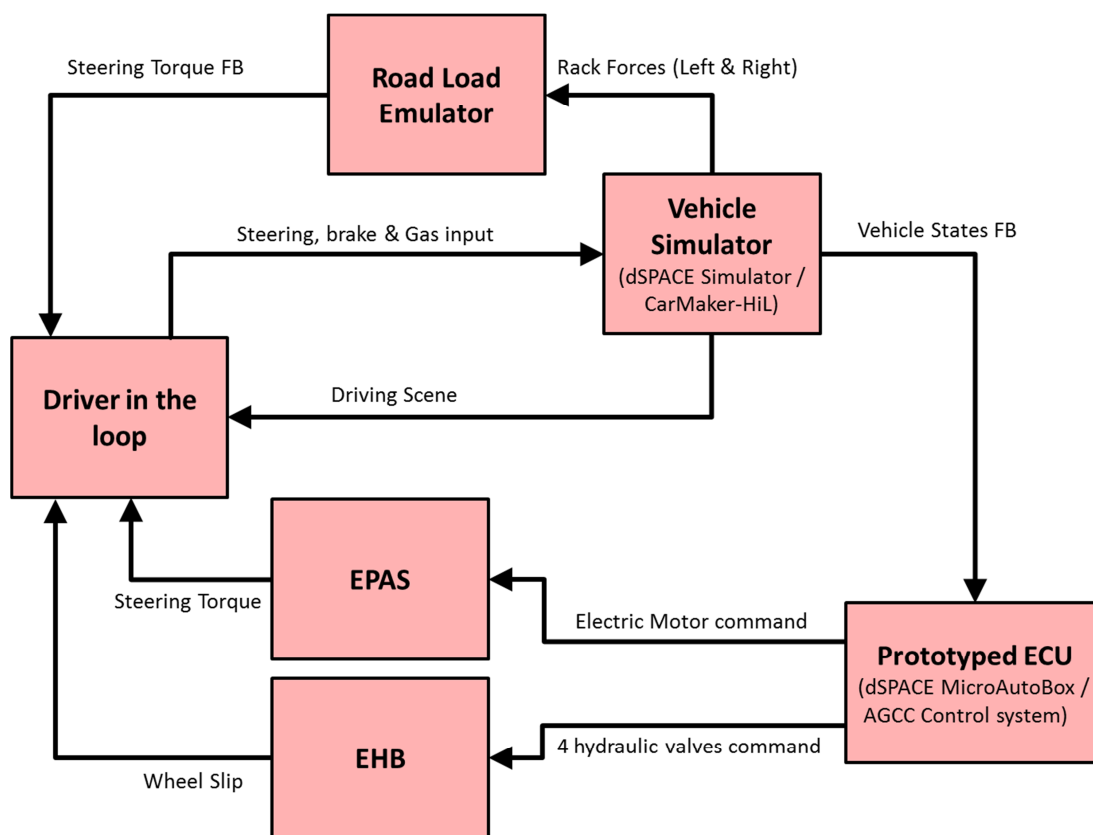 Steering Torque FB
Road Load
Emulator
Rack Forces (Left & Right)
Steering, brake & Gas input
Vehicle
Simulator
(dSPACE Simulator /
CarMaker-HiL)
Vehicle States FB
Driver in the
loop
Driving Scene
EPAS
Steering Torque
Electric Motor command
Prototyped ECU
(dSPACE MicroAutoBox /
AGCC Control system)
EHB
4 hydraulic valves command
Wheel Slip